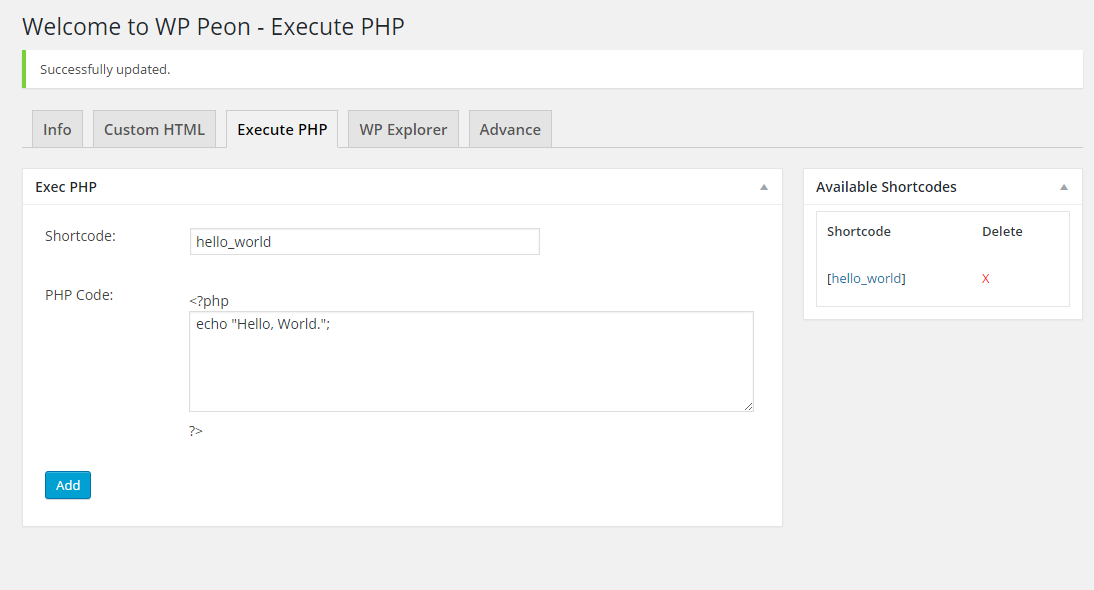 Welcome to WP Peon - Execute PHP
Successfully updated.
Info Custom HTML Execute PHP WP Explorer Advance
Exec PHP
Shortcode: hello_world
PHP Code:
<?php
echo "Hello, World.";
?>
Add
Available Shortcodes
Shortcode Delete
[hello_world] X